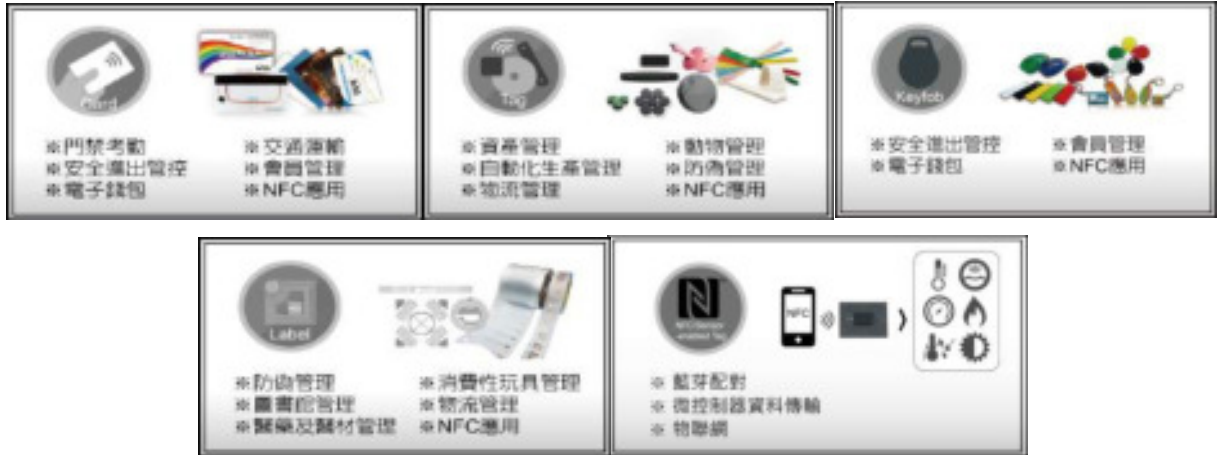 Card
※門禁考勤
※安全進出管控
※電子錢包
※交通運輸
※會員管理
※NFC應用
Tag
※資產管理
※自動化生產管理
※物流管理
※動物管理
※防偽管理
※NFC應用
Keyfob
※安全進出管控
※電子錢包
※會員管理
※NFC應用
Label
※防偽管理
※圖書館管理
※醫藥及醫材管理
※消費性玩具管理
※物流管理
※NFC應用
NFC/Sensor
-enabled Tag
NFC
※ 藍芽配對
※ 微控制器資料傳輸
※ 物聯網